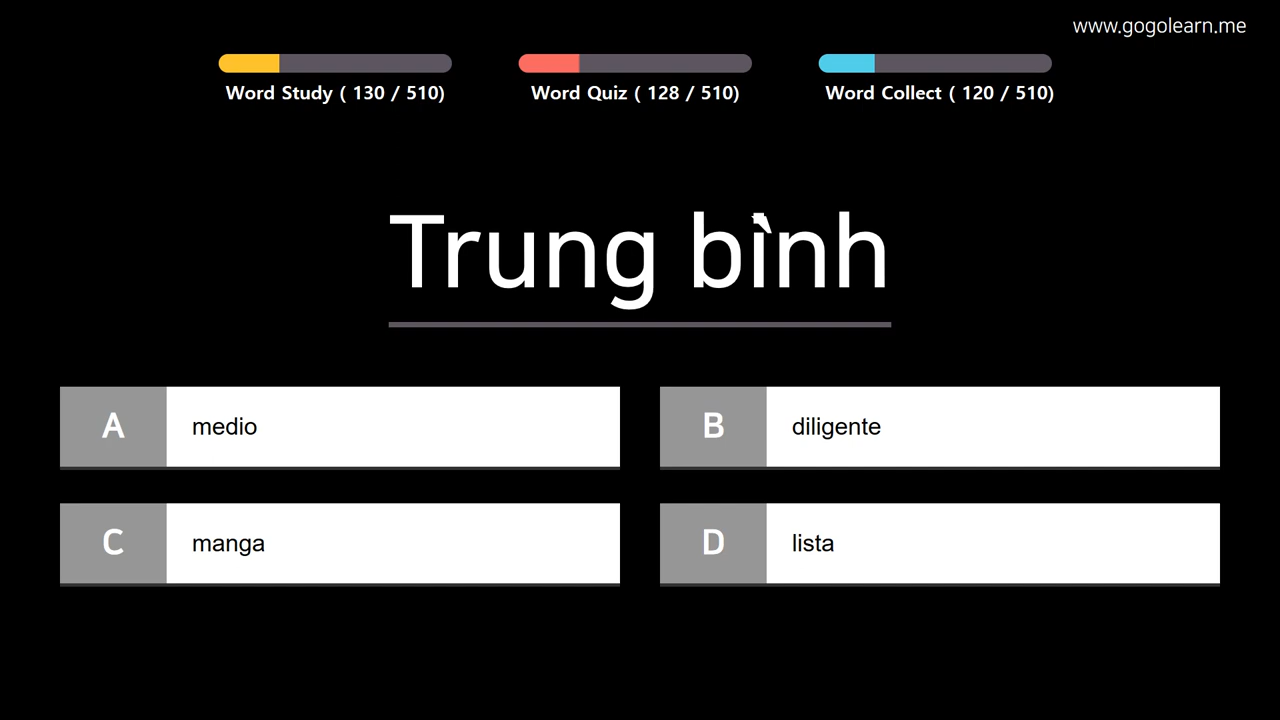 www.gogolearn.me
Word Study ( 130 / 510)
Word Quiz ( 128 / 510)
Word Collect ( 120 / 510)
Trung bình
A medio
B diligente
C manga
D lista